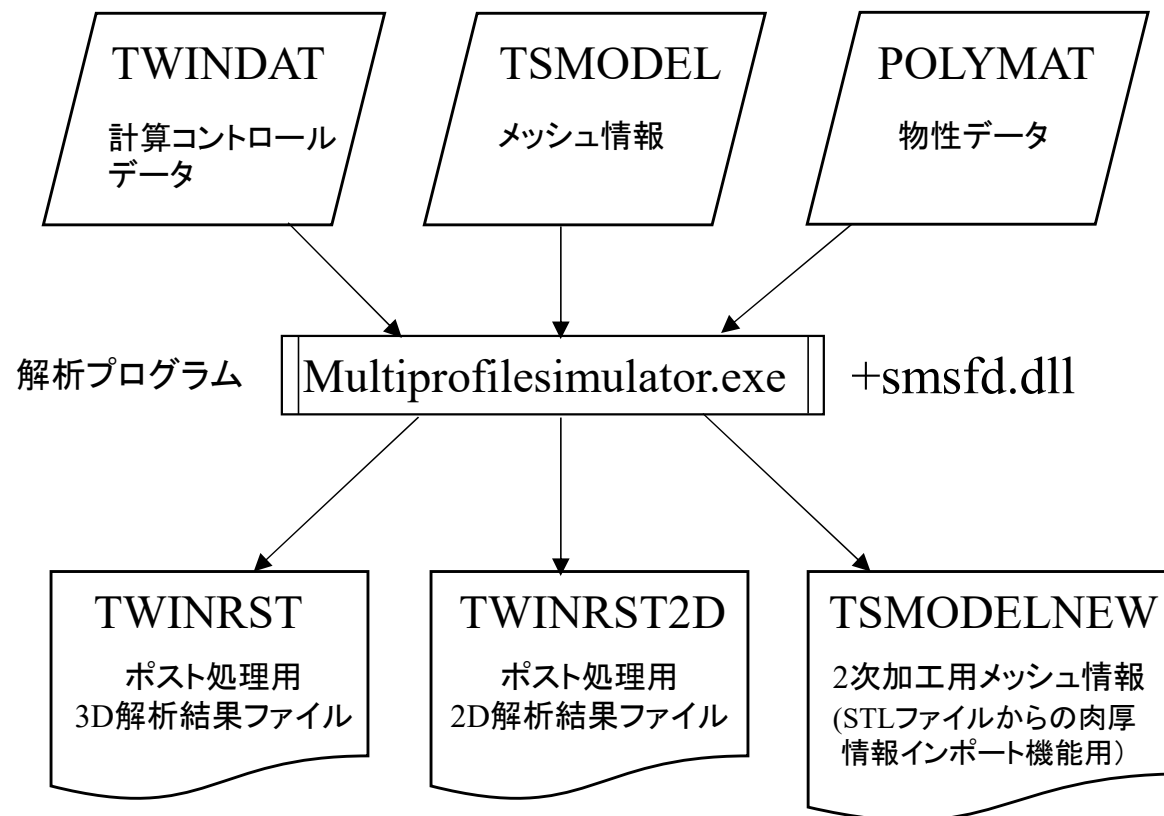 TWINDAT
計算コントロール
データ
TSMODEL
メッシュ情報
POLYMAT
物性データ
解析プログラム
Multiprofilesimulator.exe
+smsfd.dll
TWINRST
ポスト処理用
3D解析結果ファイル
TWINRST2D
ポスト処理用
2D解析結果ファイル
TSMODELNEW
2次加工用メッシュ情報
(STLファイルからの肉厚
情報インポート機能用)